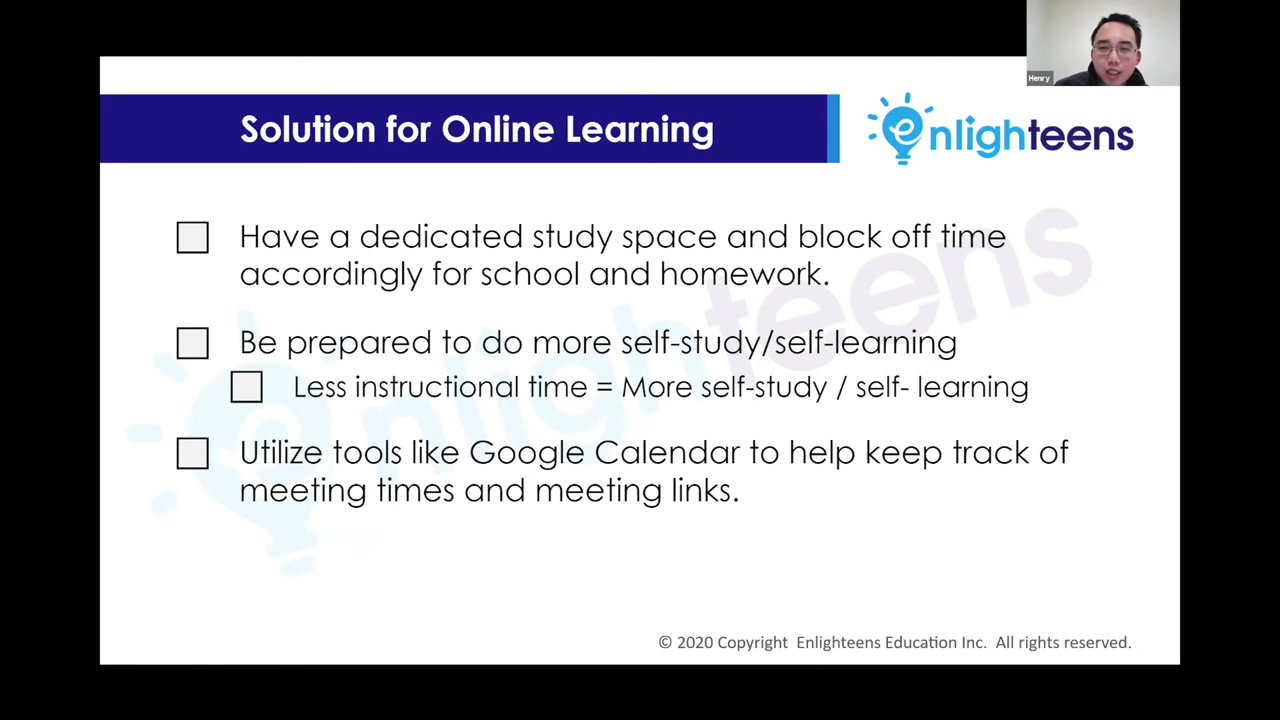 Henry
Solution for Online Learning
enlighteens
Have a dedicated study space and block off time
accordingly for school and homework.
Be prepared to do more self-study/self-learning
Less instructional time = More self-study / self- learning
Utilize tools like Google Calendar to help keep track of
meeting times and meeting links.
enlighteens
© 2020 Copyright Enlighteens Education Inc. All rights reserved.